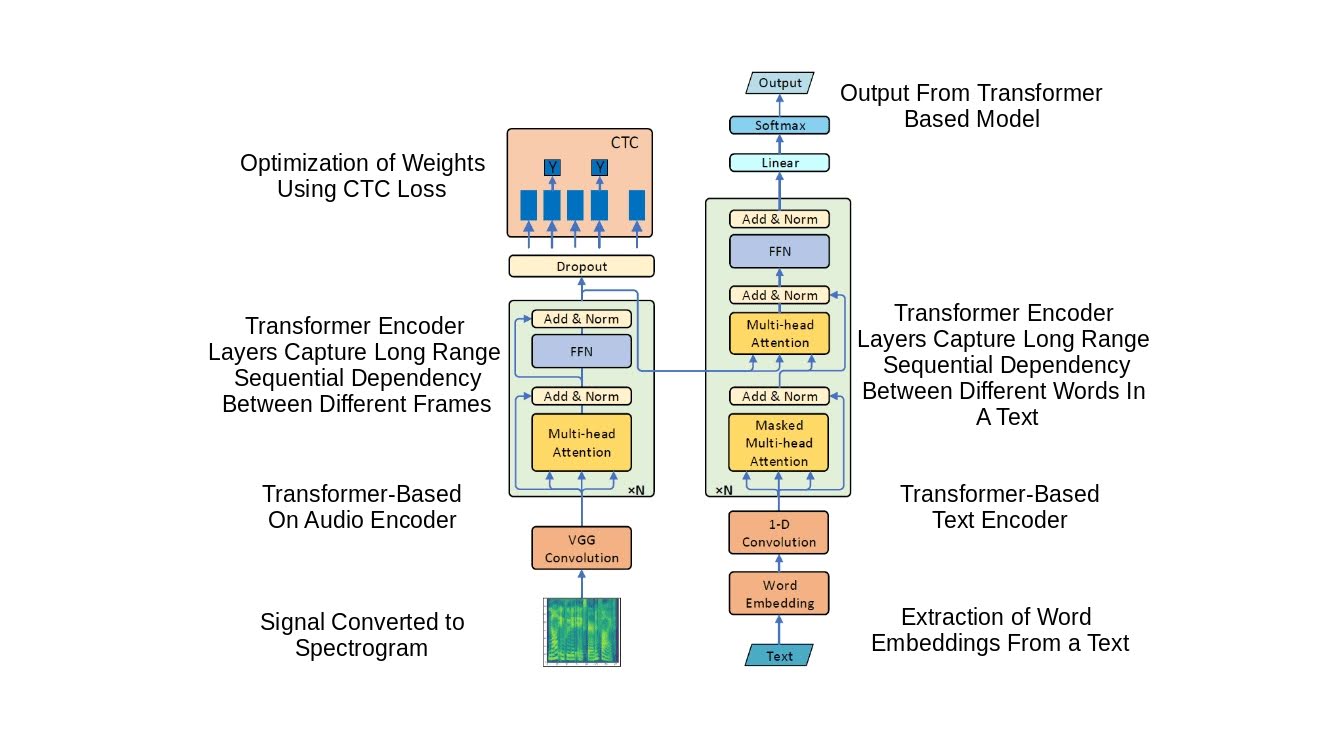 Output
Output From Transformer
Based Model
Softmax
Linear
CTC
Y Y
Optimization of Weights
Using CTC Loss
Dropout
Add & Norm
FFN
Add & Norm
Multi-head
Attention
×N
Transformer Encoder
Layers Capture Long Range
Sequential Dependency
Between Different Frames
Transformer-Based
On Audio Encoder
VGG
Convolution
Signal Converted to
Spectrogram
Add & Norm
FFN
Add & Norm
Multi-head
Attention
Add & Norm
Masked
Multi-head
Attention
×N
Transformer Encoder
Layers Capture Long Range
Sequential Dependency
Between Different Words In
A Text
Transformer-Based
Text Encoder
1-D
Convolution
Word
Embedding
Extraction of Word
Embeddings From a Text
Text